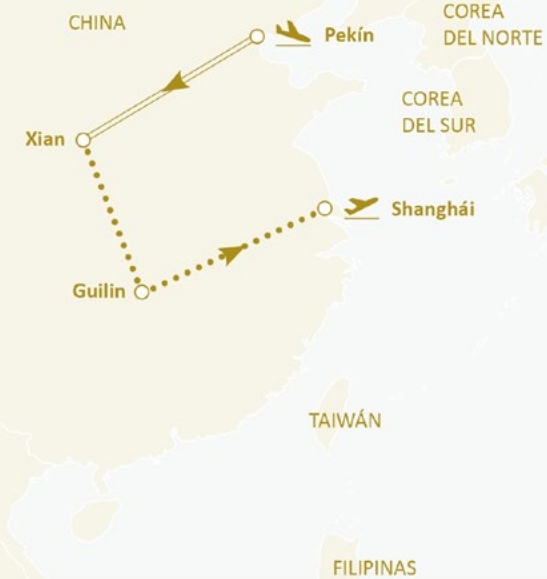 CHINA
COREA
DEL NORTE
Pekín
COREA
DEL SUR
Xian
Shanghái
Guilin
TAIWÁN
FILIPINAS